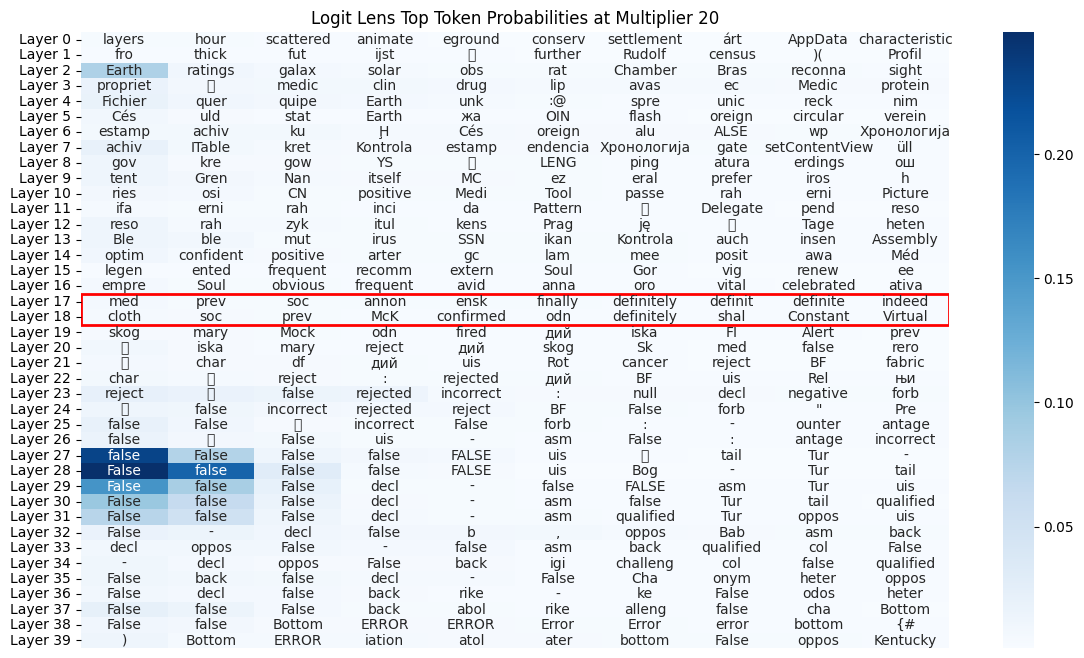 Logit Lens Top Token Probabilities at Multiplier 20
Layer 0 layers hour scattered animate eground conserv settlement árt AppData characteristic
Layer 1 fro thick fut ijst further Rudolf census )( Profil
Layer 2 Earth ratings galax solar obs rat Chamber Bras reconna sight
Layer 3 propriet medic clin drug lip avas ec Medic protein
Layer 4 Fichier quer quipe Earth unk :@ spre unic reck nim
Layer 5 Cés uld stat Earth жа OIN flash oreign circular verein
Layer 6 estamp achiv ku Cés oreign alu ALSE wp Хронологија
Layer 7 achiv ITable kret Kontrola estamp endencia Хронологија gate setContentView üll
Layer 8 gov kre gow YS LENG ping atura erdings ош
Layer 9 tent Gren Nan itself MC ez eral prefer iros h
Layer 10 ries osi CN positive Medi Tool passe rah erni Picture
Layer 11 ifa erni rah inci da Pattern Delegate pend reso
Layer 12 reso rah zyk itul kens Prag ję Tage heten
Layer 13 Ble ble mut irus SSN ikan Kontrola auch insen Assembly
Layer 14 optim confident positive arter gc lam mee posit awa Méd
Layer 15 legen ented frequent recomm extern Soul Gor vig renew ee
Layer 16 empre Soul obvious frequent avid anna oro vital celebrated ativa
Layer 17 med prev soc annon ensk finally definitely definit definite indeed
Layer 18 cloth soc prev McK confirmed odn definitely shal Constant Virtual
Layer 19 skog mary Mock odn fired дий iska Fl Alert prev
Layer 20 iska mary reject дий skog Sk med false rero
Layer 21 char df дий uis Rot cancer reject BF fabric
Layer 22 char reject : rejected дий BF uis Rel њи
Layer 23 reject false rejected incorrect : null decl negative forb
Layer 24 false incorrect rejected reject BF False forb " Pre
Layer 25 false False incorrect False forb : - ounter antage
Layer 26 false False uis - asm False : antage incorrect
Layer 27 false False False false FALSE uis tail Tur -
Layer 28 False false False false FALSE uis Bog - Tur tail
Layer 29 False false False decl - false FALSE asm Tur uis
Layer 30 False false False decl - asm false Tur tail qualified
Layer 31 False false False decl - asm qualified Tur oppos uis
Layer 32 False - decl false b , oppos Bab asm back
Layer 33 decl oppos False - false asm back qualified col False
Layer 34 - decl oppos False back igi challeng col false qualified
Layer 35 False back false decl - False Cha onym heter oppos
Layer 36 False decl false back rike - ke False odos heter
Layer 37 False false False back abol rike alleng false cha Bottom
Layer 38 False false Bottom ERROR ERROR Error Error error bottom {#
Layer 39 ) Bottom ERROR iation atol ater bottom False oppos Kentucky
0.20
0.15
0.10
0.05